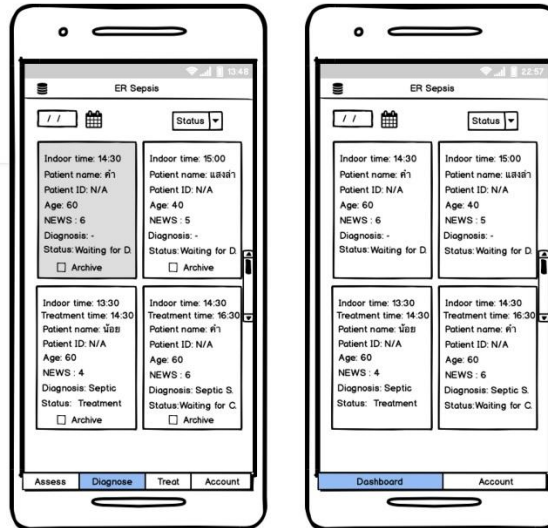 13:48
ER Sepsis
/ /
Status
Indoor time: 14:30
Patient name: คำ
Patient ID: N/A
Age: 60
NEWS : 6
Diagnosis: -
Status:Waiting for D.
Archive
Indoor time: 15:00
Patient name: แสงล่า
Patient ID: N/A
Age: 40
NEWS : 5
Diagnosis: -
Status:Waiting for D.
Archive
Indoor time: 13:30
Treatment time: 14:30
Patient name: น้อย
Patient ID: N/A
Age: 60
NEWS : 4
Diagnosis: Septic
Status: Treatment
Archive
Indoor time: 14:30
Treatment time: 16:30
Patient name: คำ
Patient ID: N/A
Age: 60
NEWS : 6
Diagnosis: Septic S.
Status:Waiting for C.
Archive
Assess
Diagnose
Treat
Account
22:57
ER Sepsis
/ /
Status
Indoor time: 14:30
Patient name: คำ
Patient ID: N/A
Age: 60
NEWS : 6
Diagnosis: -
Status:Waiting for D.
Indoor time: 15:00
Patient name: แสงล่า
Patient ID: N/A
Age: 40
NEWS : 5
Diagnosis: -
Status:Waiting for D.
Indoor time: 13:30
Treatment time: 14:30
Patient name: น้อย
Patient ID: N/A
Age: 60
NEWS : 4
Diagnosis: Septic
Status: Treatment
Indoor time: 14:30
Treatment time: 16:30
Patient name: คำ
Patient ID: N/A
Age: 60
NEWS : 6
Diagnosis: Septic S.
Status:Waiting for C.
Dashboard
Account